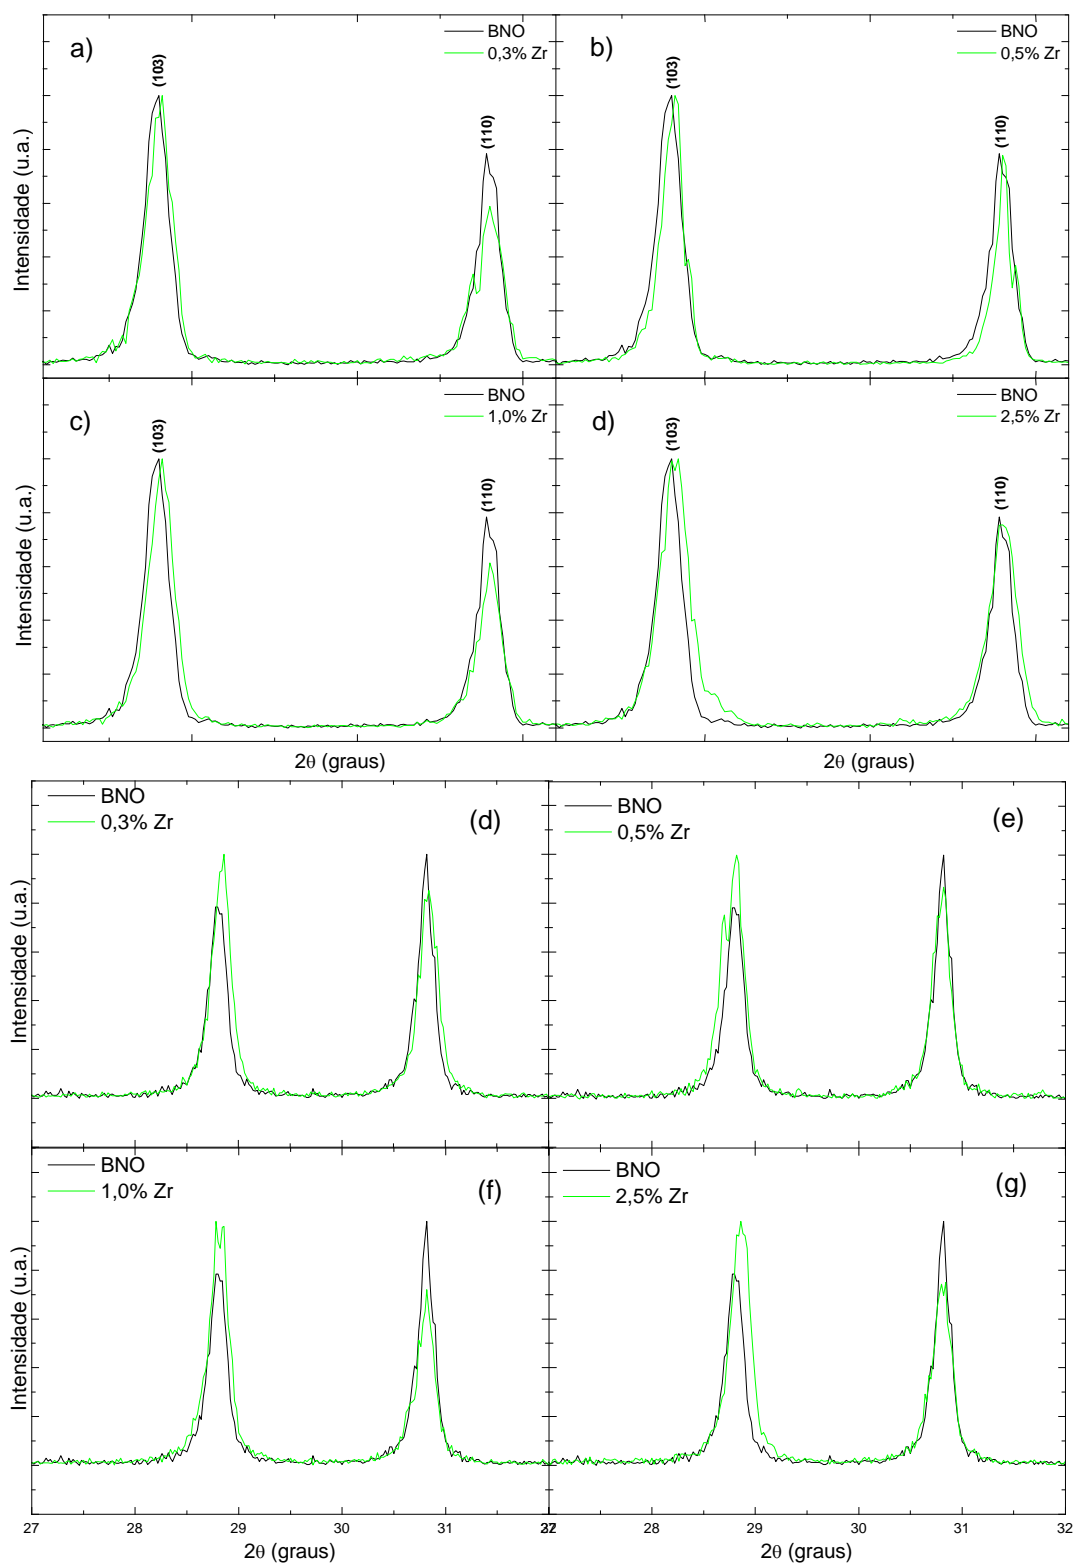 a)
BNO
0,3% Zr
(103)
(110)
Intensidade (u.a.)
b)
BNO
0,5% Zr
(103)
(110)
c)
BNO
1,0% Zr
(103)
(110)
Intensidade (u.a.)
2θ (graus)
d)
BNO
2,5% Zr
(103)
(110)
2θ (graus)
BNO
0,3% Zr
(d)
Intensidade (u.a.)
BNO
0,5% Zr
(e)
BNO
1,0% Zr
(f)
Intensidade (u.a.)
27 28 29 30 31 32
2θ (graus)
BNO
2,5% Zr
(g)
27 28 29 30 31 32
2θ (graus)